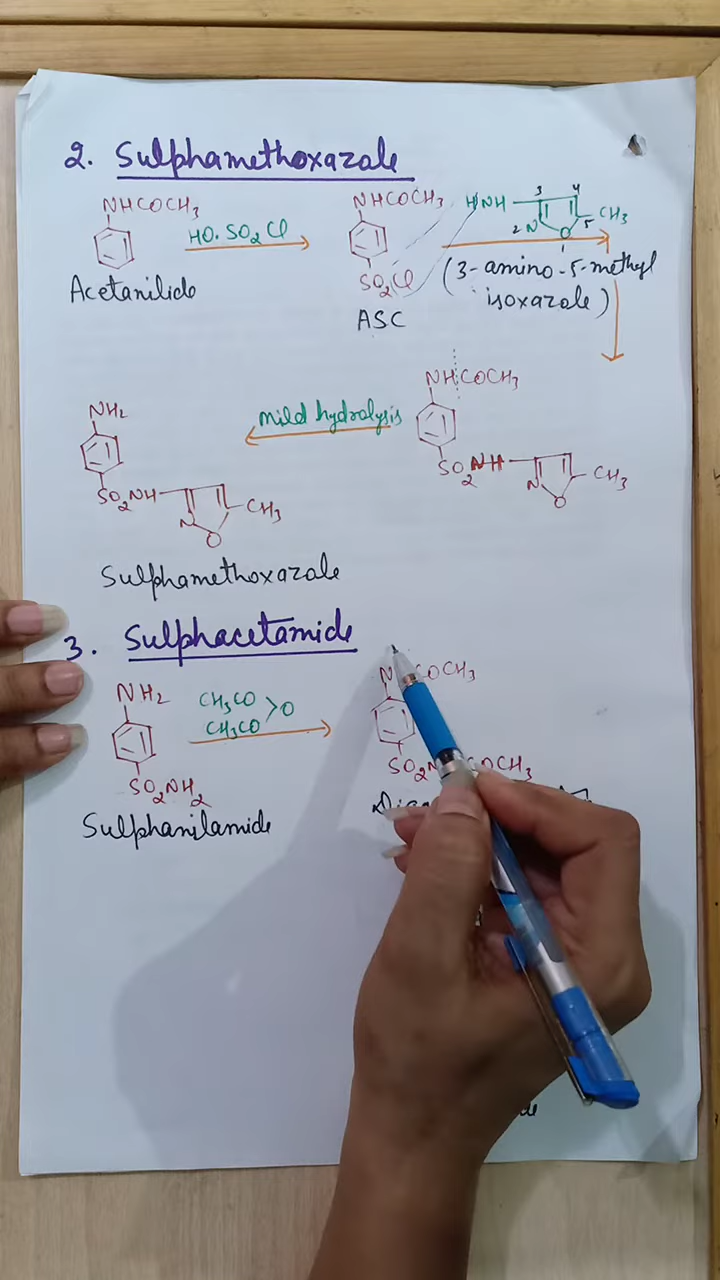 2. Sulphamethoxazole
NHCOCH3
HO.SO2Cl
Acetanilide
NHCOCH3
SO2Cl
ASC
HNH
3 4
2 N O 5 CH3
1
(3-amino-5-methyl
isoxazole)
NHCOCH3
SO2NH
N O CH3
mild hydrolysis
NH2
SO2NH
N O CH3
Sulphamethoxazole
3. Sulphacetamide
NH2
CH3CO
CH3CO >O
SO2NH2
Sulphanilamide
N COCH3
SO2N COCH3